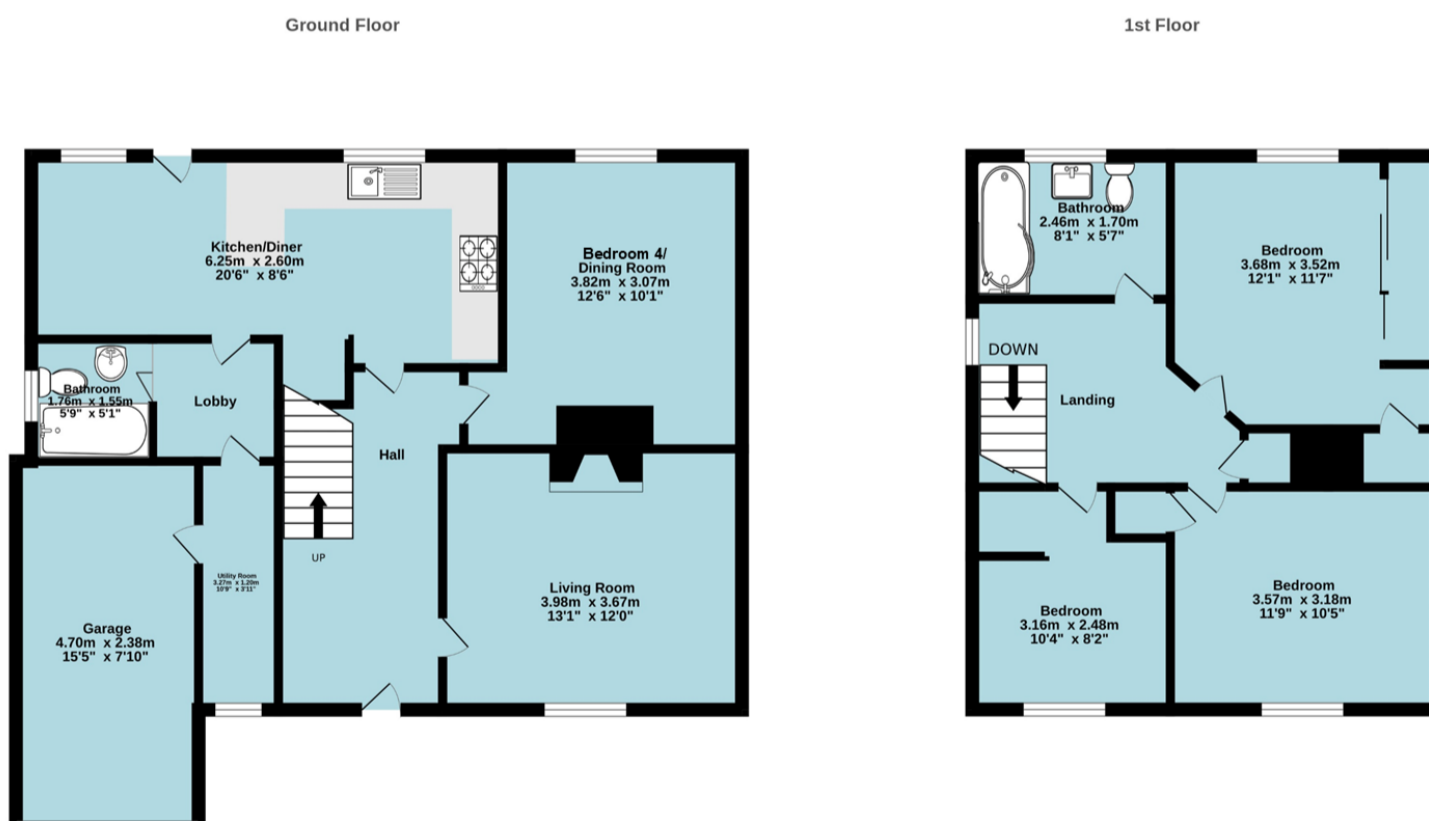 Ground Floor
1st Floor
Kitchen/Diner
6.25m x 2.60m
20'6" x 8'6"
Bedroom 4/
Dining Room
3.82m x 3.07m
12'6" x 10'1"
Bathroom
1.76m x 1.55m
5'9" x 5'1"
Lobby
Hall
UP
Utility Room
3.27m x 1.20m
10'9" x 3'11"
Garage
4.70m x 2.38m
15'5" x 7'10"
Living Room
3.98m x 3.67m
13'1" x 12'0"
Bathroom
2.46m x 1.70m
8'1" x 5'7"
Bedroom
3.68m x 3.52m
12'1" x 11'7"
DOWN
Landing
Bedroom
3.16m x 2.48m
10'4" x 8'2"
Bedroom
3.57m x 3.18m
11'9" x 10'5"